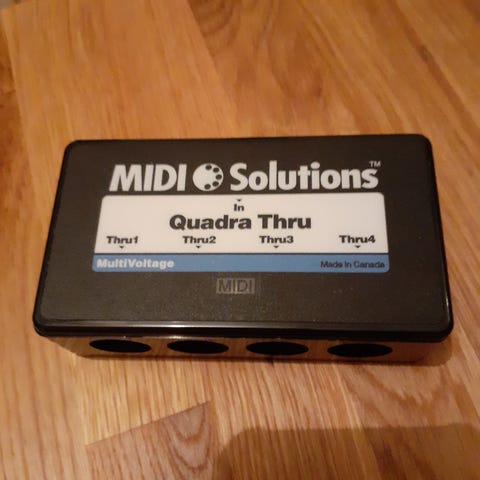 MIDI Solutions™
In
Quadra Thru
Thru1 Thru2 Thru3 Thru4
MultiVoltage Made in Canada
MIDI